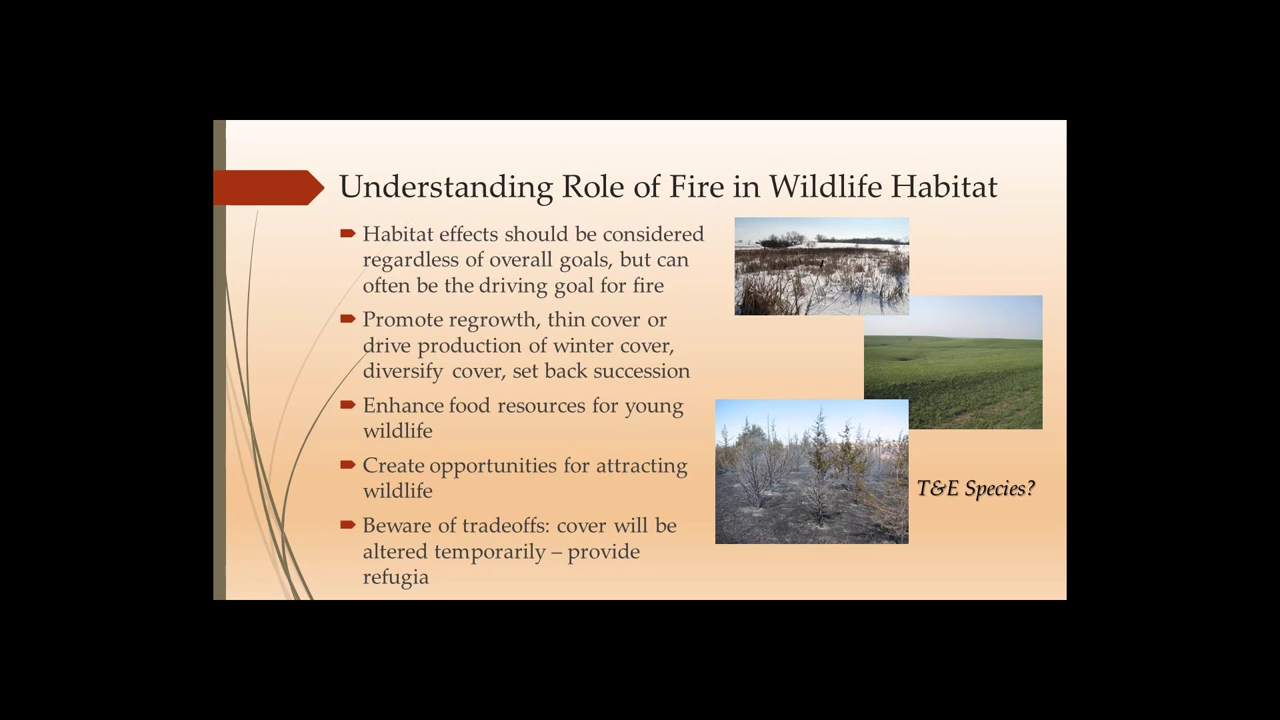 Understanding Role of Fire in Wildlife Habitat
Habitat effects should be considered
regardless of overall goals, but can
often be the driving goal for fire
Promote regrowth, thin cover or
drive production of winter cover,
diversify cover, set back succession
Enhance food resources for young
wildlife
Create opportunities for attracting
wildlife
Beware of tradeoffs: cover will be
altered temporarily – provide
refugia
T&E Species?